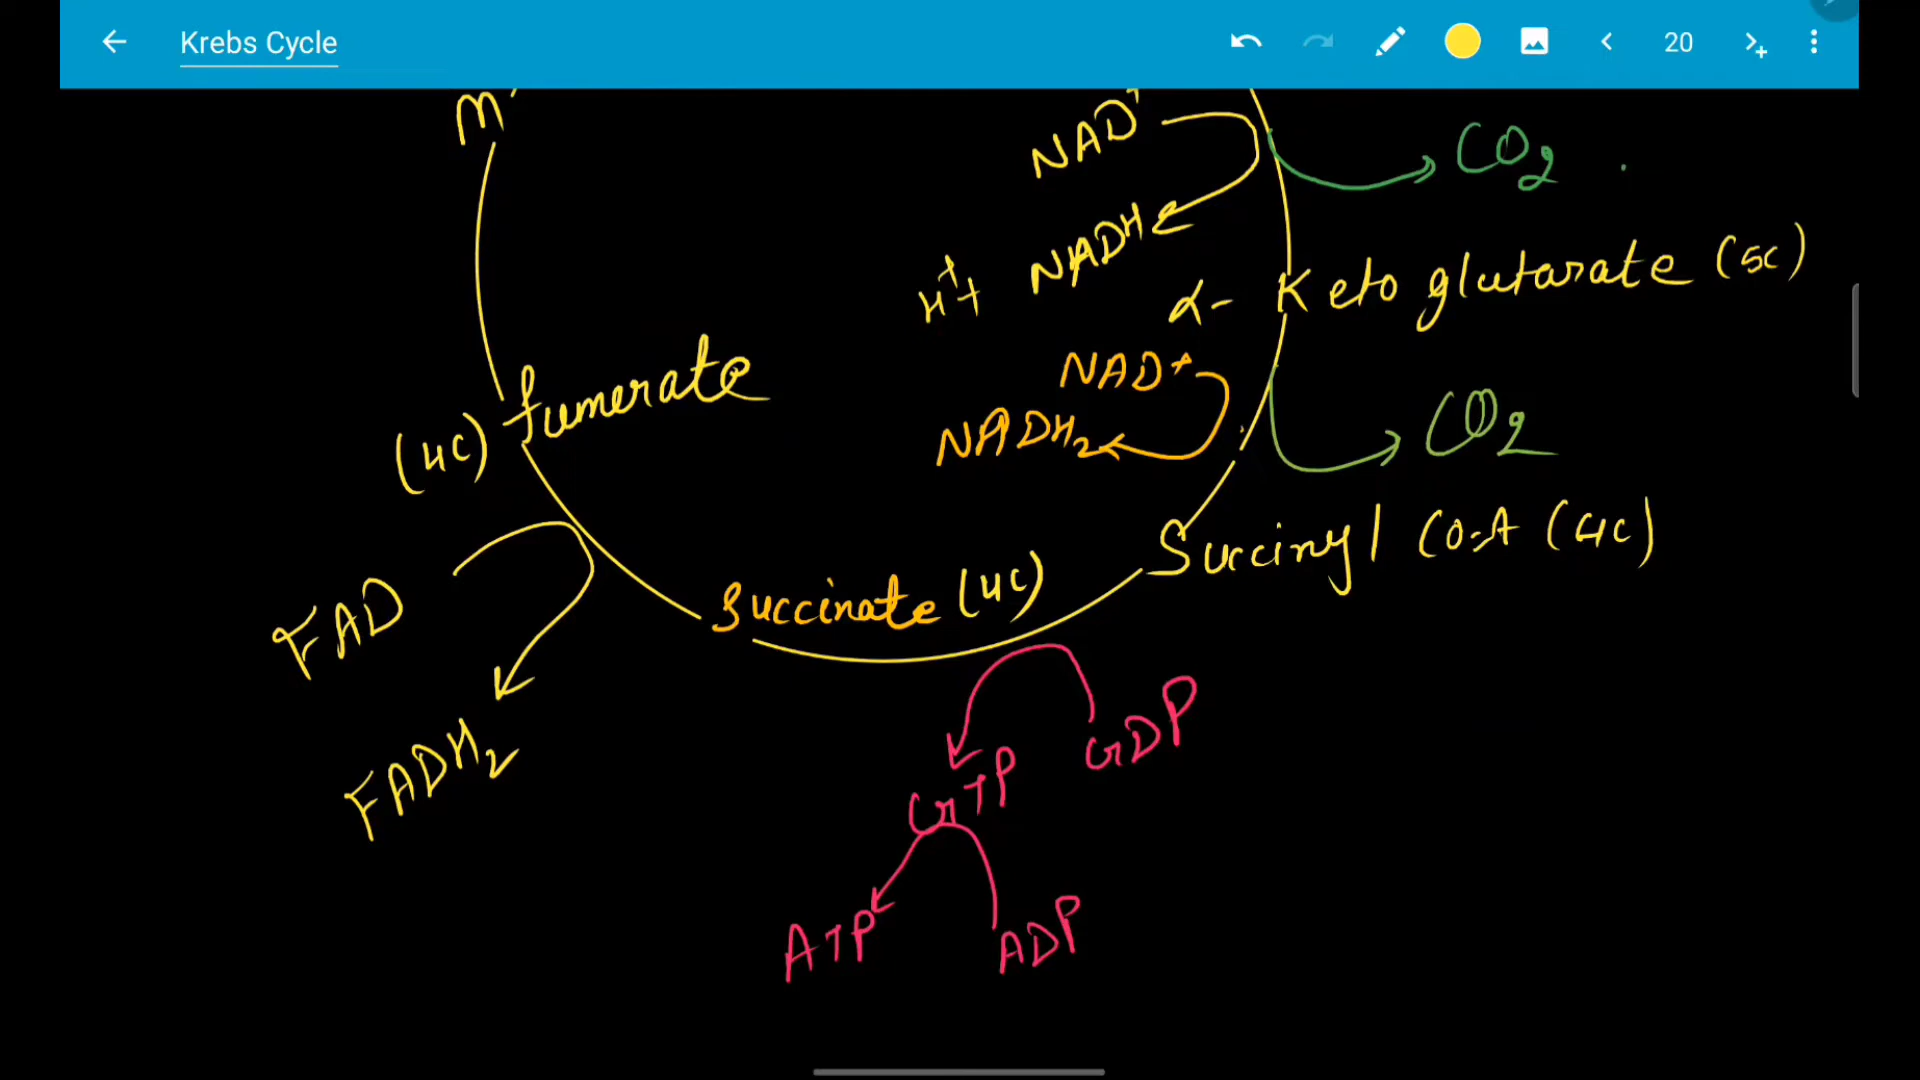 Krebs Cycle
20
M
NAD+
CO2
H+ + NADH
α- Keto glutarate (5C)
NAD+
fumerate
(4C)
NADH2
CO2
Succinyl Co-A (4C)
Succinate (4C)
FAD
FADH2
GDP
GTP
ATP
ADP